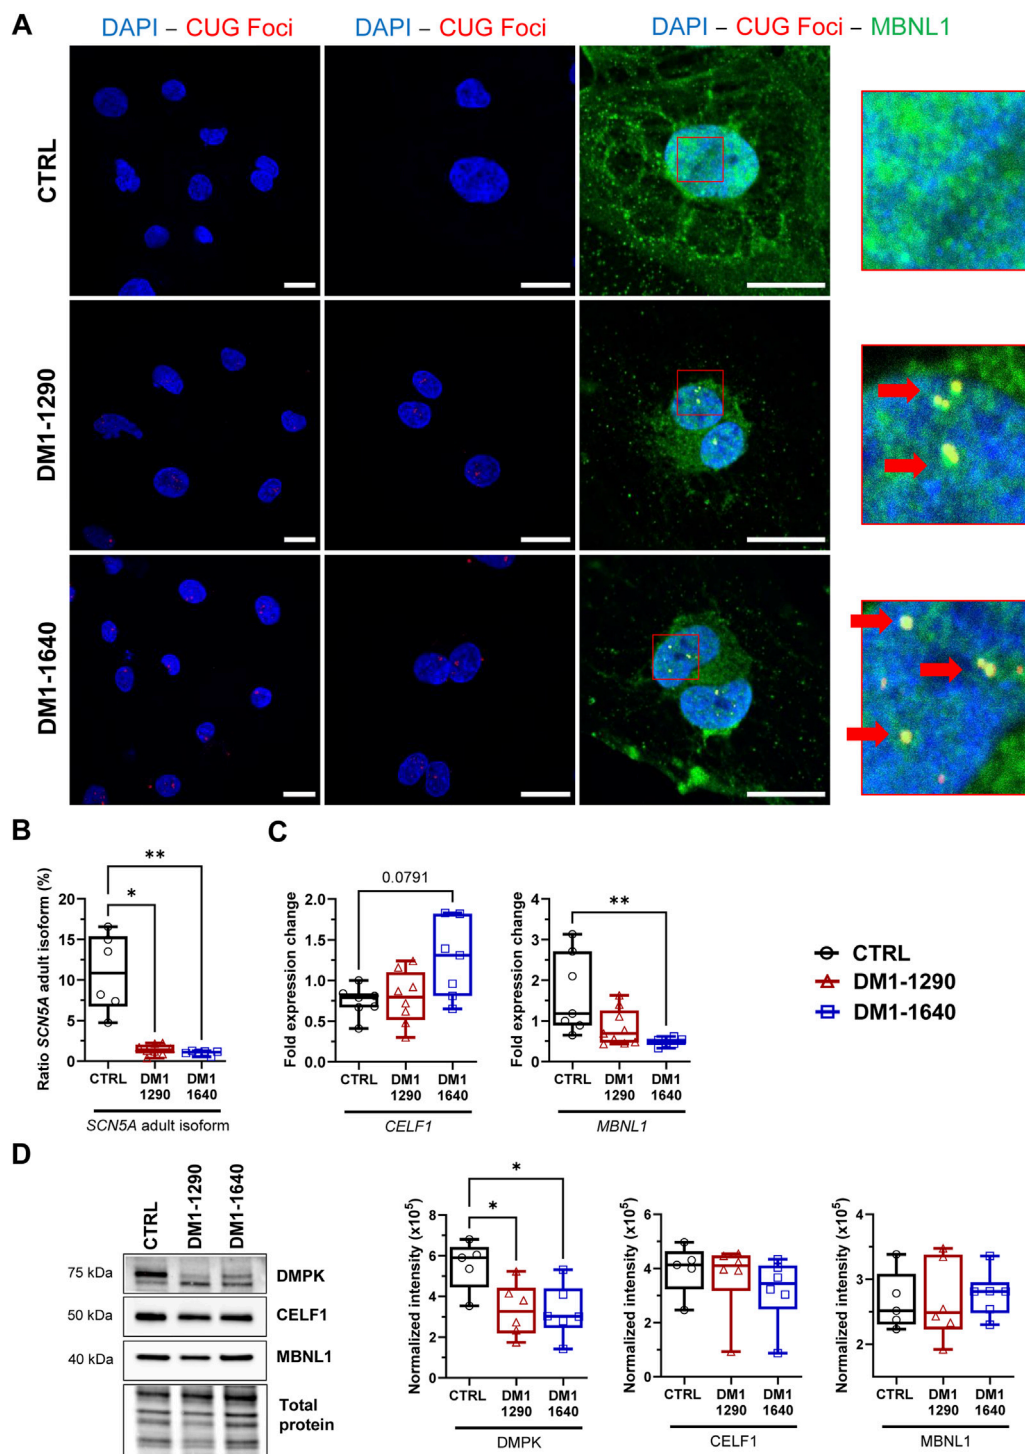 A
DAPI – CUG Foci
DAPI – CUG Foci
DAPI – CUG Foci – MBNL1
CTRL
DM1-1290
DM1-1640
B
Ratio SCN5A adult isoform (%)
20
15
10
5
0
*
**
CTRL
DM1 1290
DM1 1640
SCN5A adult isoform
C
Fold expression change
2.0
1.5
1.0
0.5
0.0
0.0791
CTRL
DM1 1290
DM1 1640
CELF1
Fold expression change
4
3
2
1
0
**
CTRL
DM1 1290
DM1 1640
MBNL1
CTRL
DM1-1290
DM1-1640
D
CTRL
DM1-1290
DM1-1640
75 kDa
DMPK
50 kDa
CELF1
40 kDa
MBNL1
Total protein
Normalized intensity (x10⁵)
8
6
4
2
0
*
*
CTRL
DM1 1290
DM1 1640
DMPK
Normalized intensity (x10⁵)
6
4
2
0
CTRL
DM1 1290
DM1 1640
CELF1
Normalized intensity (x10⁵)
4
3
2
CTRL
DM1 1290
DM1 1640
MBNL1